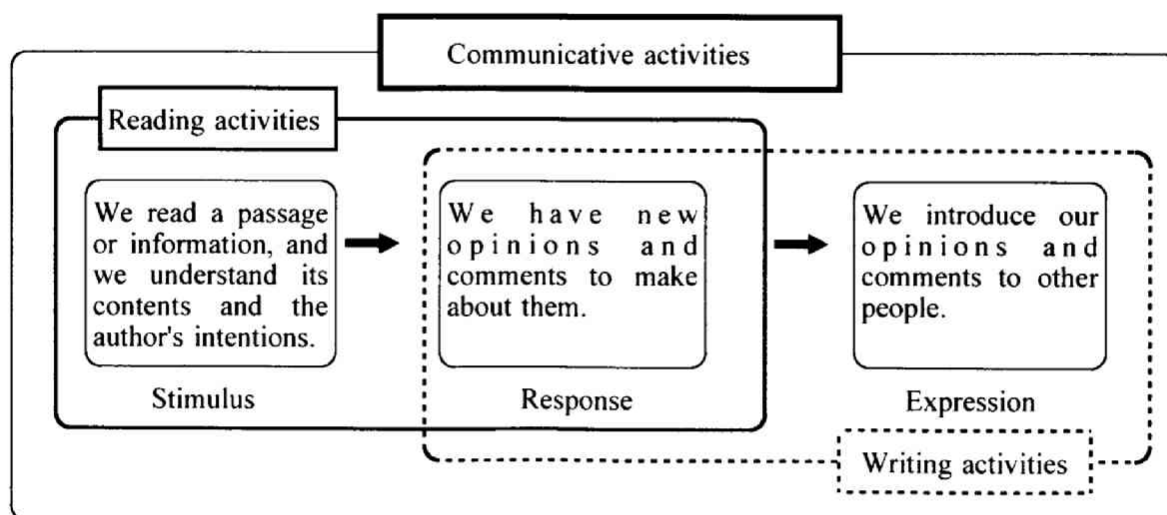 Communicative activities
Reading activities
We read a passage
or information, and
we understand its
contents and the
author's intentions.
Stimulus
We have new
opinions and
comments to make
about them.
Response
We introduce our
opinions and
comments to other
people.
Expression
Writing activities